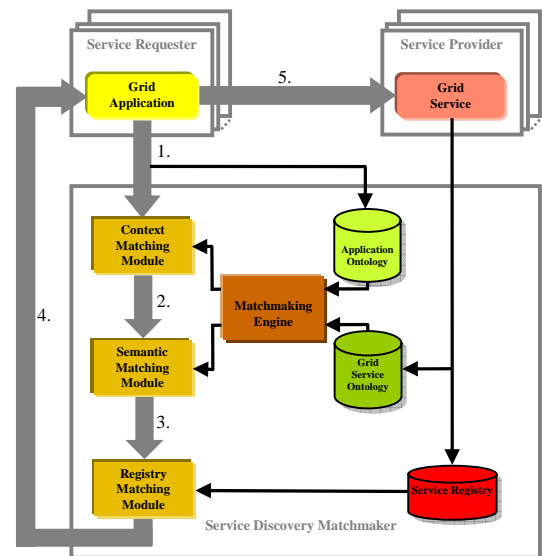 Service Requester
Service Provider
Grid
Application
5.
Grid
Service
1.
Context
Matching
Module
Application
Ontology
4.
2.
Matchmaking
Engine
Semantic
Matching
Module
Grid
Service
Ontology
3.
Registry
Matching
Module
Service Registry
Service Discovery Matchmaker